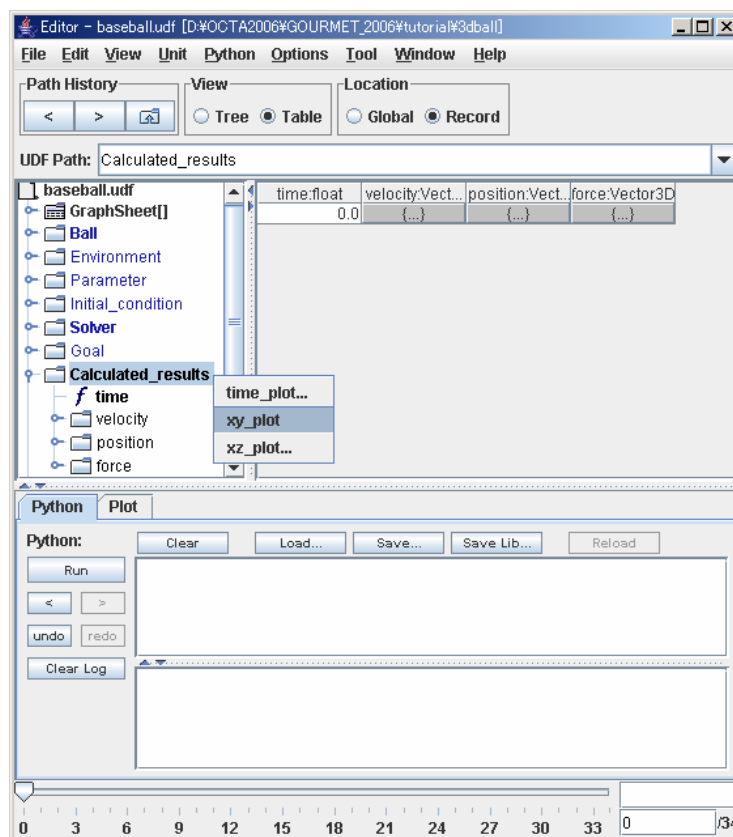 Editor - baseball.udf [D:¥OCTA2006¥GOURMET_2006¥tutorial¥3dball]
File Edit View Unit Python Options Tool Window Help
Path History View Location
< > Tree Table Global Record
UDF Path: Calculated_results
baseball.udf
GraphSheet[]
Ball
Environment
Parameter
Initial_condition
Solver
Goal
Calculated_results
time
velocity
position
force
time:float velocity:Vect... position:Vect... force:Vector3D
0.0 {...} {...} {...}
time_plot...
xy_plot
xz_plot...
Python Plot
Python: Clear Load... Save... Save Lib... Reload
Run
< >
undo redo
Clear Log
0 3 6 9 12 15 18 21 24 27 30 33
0 /34